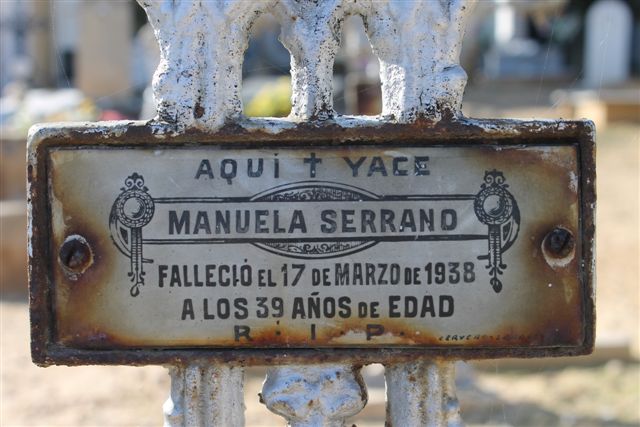 AQUI † YACE
MANUELA SERRANO
FALLECIÓ EL 17 DE MARZO DE 1938
A LOS 39 AÑOS DE EDAD
R · I · P ·